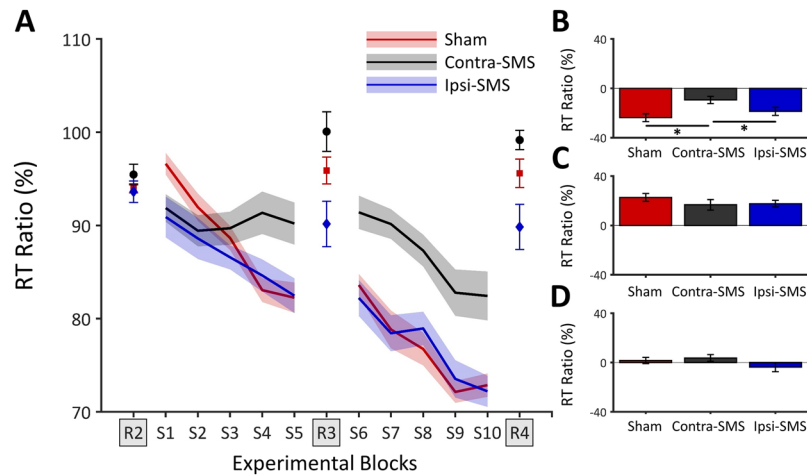 A
110
100
90
80
70
RT Ratio (%)
Sham
Contra-SMS
Ipsi-SMS
R2 S1 S2 S3 S4 S5 R3 S6 S7 S8 S9 S10 R4
Experimental Blocks
B
40
0
-40
RT Ratio (%)
* *
Sham Contra-SMS Ipsi-SMS
C
40
0
-40
RT Ratio (%)
Sham Contra-SMS Ipsi-SMS
D
40
0
-40
RT Ratio (%)
Sham Contra-SMS Ipsi-SMS